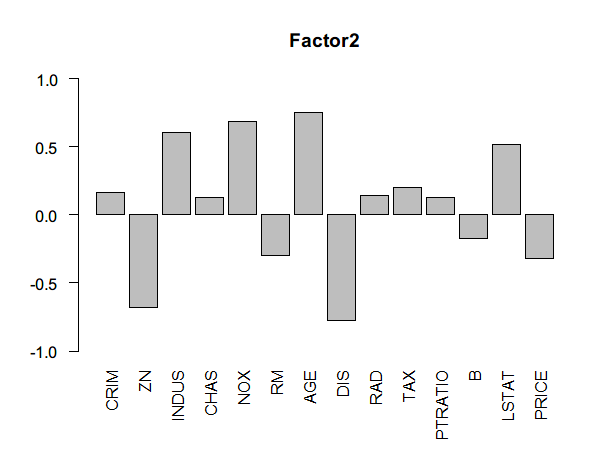 Factor2
1.0
0.5
0.0
-0.5
-1.0
CRIM
ZN
INDUS
CHAS
NOX
RM
AGE
DIS
RAD
TAX
PTRATIO
B
LSTAT
PRICE